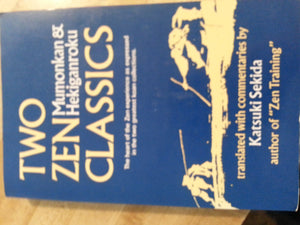 TWO
ZEN Mumonkan &
Hekiganroku
CLASSICS
The heart of the Zen experience as expressed
in the two greatest koan collections.
translated with commentaries by
Katsuki Sekida
author of "Zen Training"